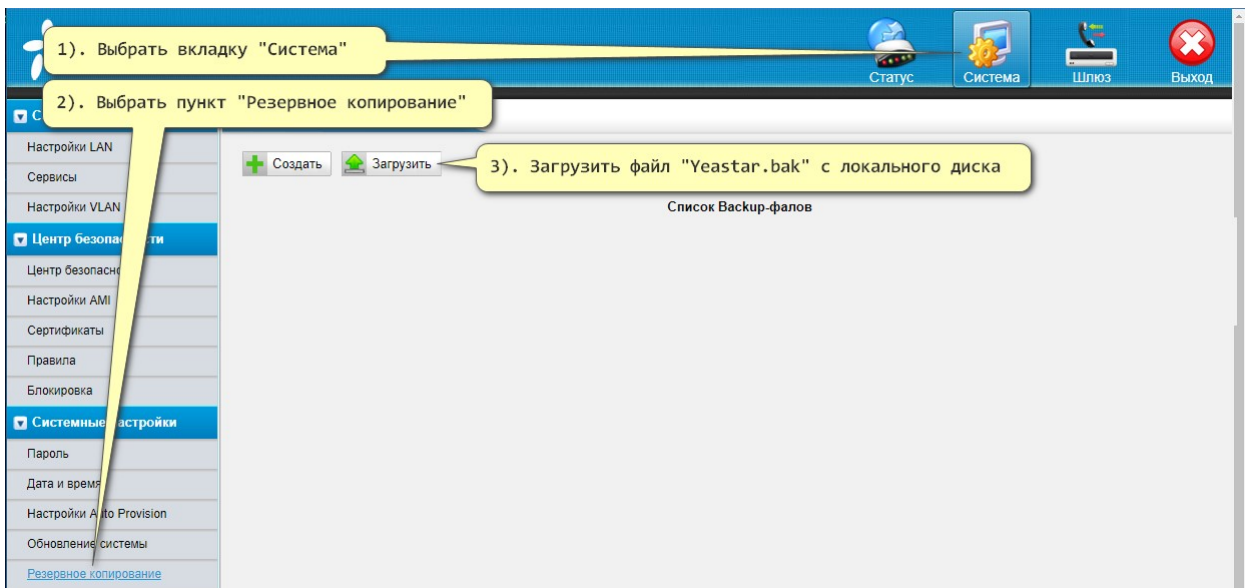 1). Выбрать вкладку "Система"
Статус
Система
Шлюз
Выход
2). Выбрать пункт "Резервное копирование"
С
Настройки LAN
Создать
Загрузить
3). Загрузить файл "Yeastar.bak" с локального диска
Сервисы
Настройки VLAN
Список Backup-фалов
Центр безопас ти
Центр безопасно
Настройки AMI
Сертификаты
Правила
Блокировка
Системные астройки
Пароль
Дата и время
Настройки Auto Provision
Обновление системы
Резервное копирование